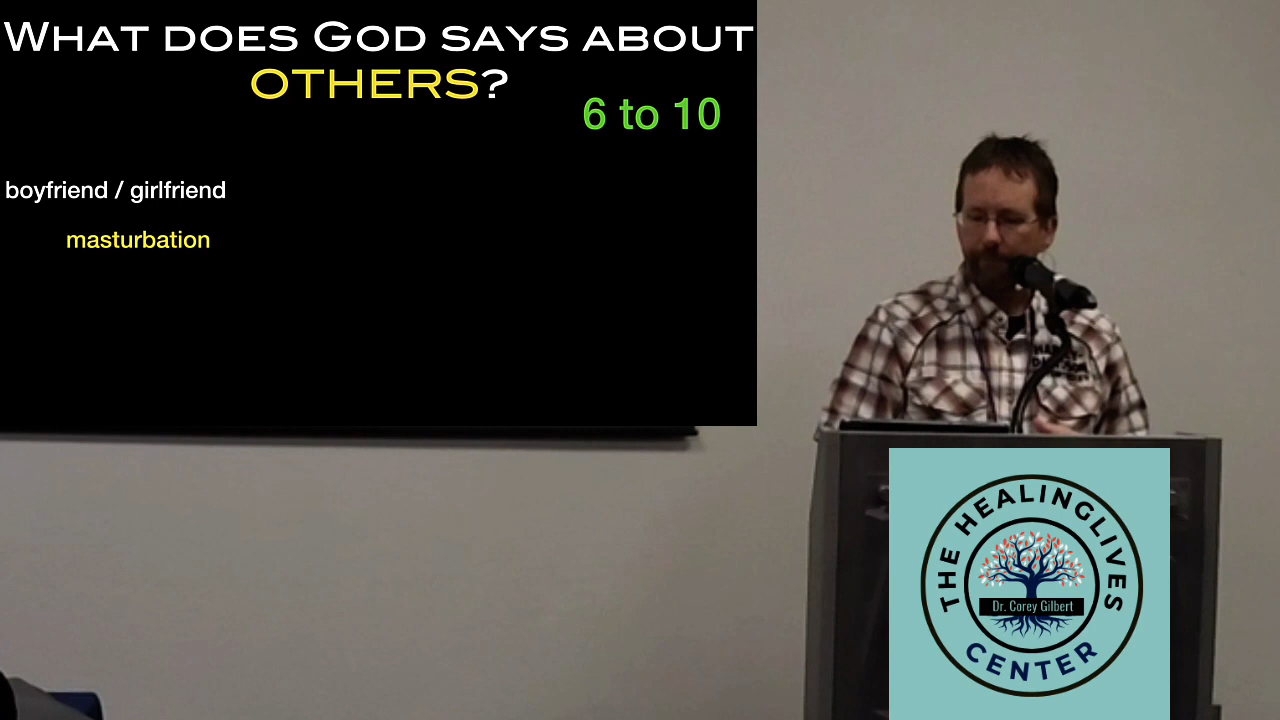 WHAT DOES GOD SAYS ABOUT
OTHERS?
6 to 10
boyfriend / girlfriend
masturbation
THE HEALINGLIVES
Dr. Corey Gilbert
CENTER